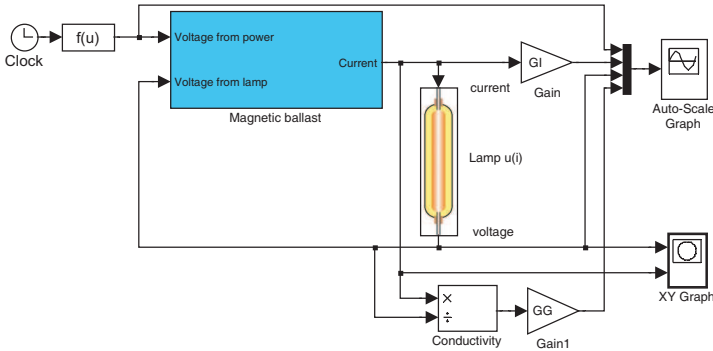 Clock
f(u)
Voltage from power
Voltage from lamp
Current
Magnetic ballast
current
GI
Gain
Auto-Scale
Graph
Lamp u(i)
voltage
XY Graph
×
÷
Conductivity
GG
Gain1